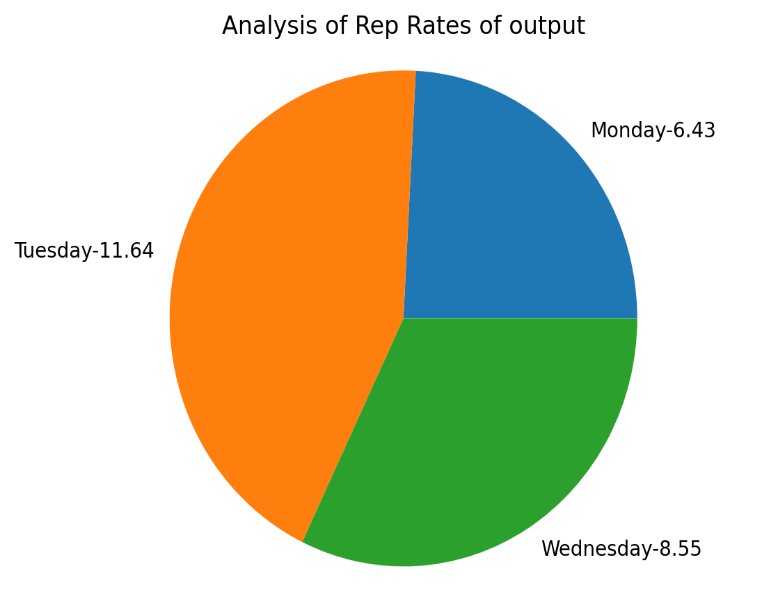 Analysis of Rep Rates of output
Monday-6.43
Tuesday-11.64
Wednesday-8.55